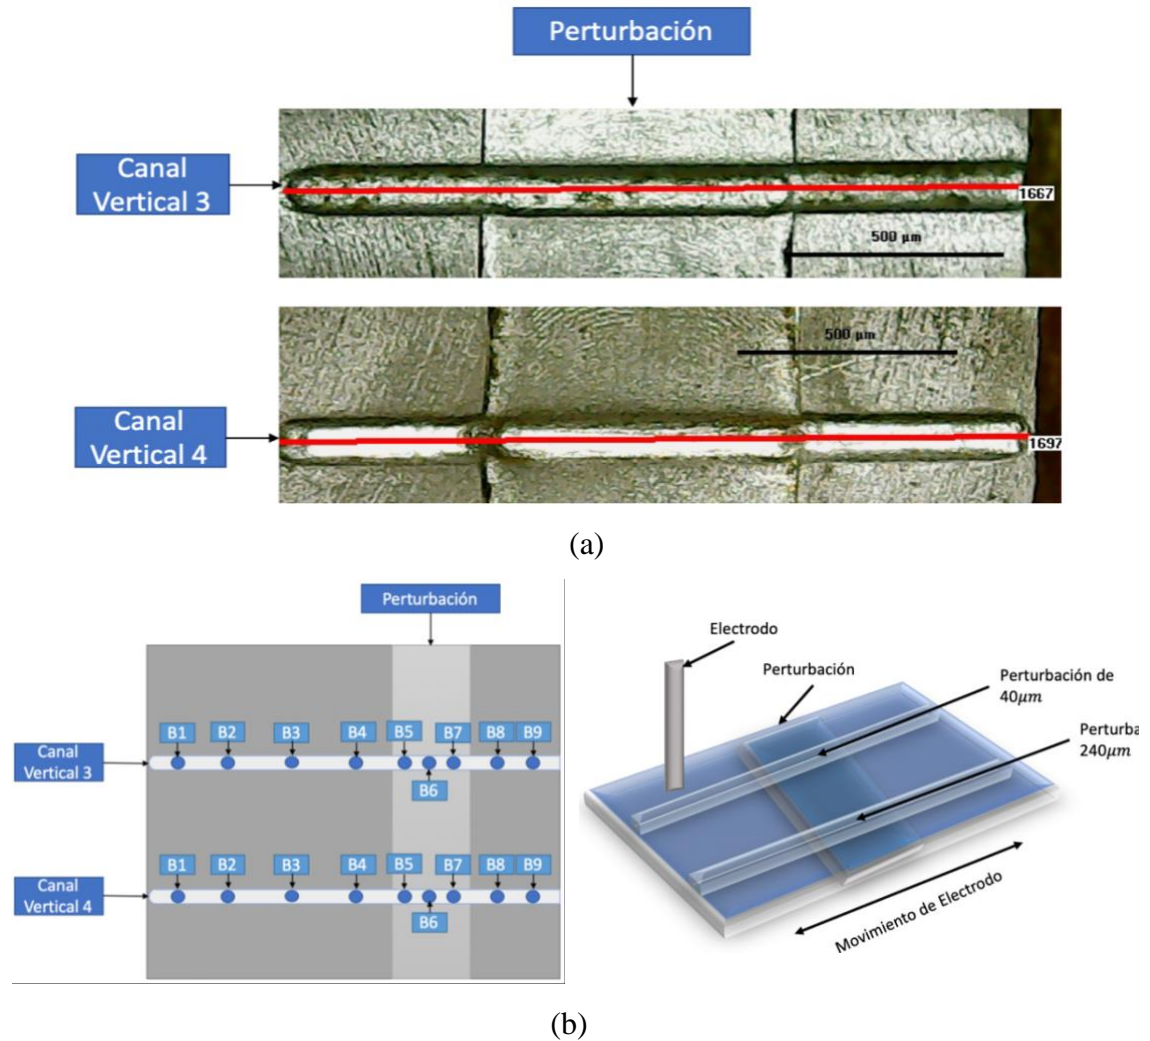 Perturbación
Canal
Vertical 3
1667
500 µm
500 µm
Canal
Vertical 4
1697
(a)
Perturbación
B1 B2 B3 B4 B5 B7 B8 B9
Canal
Vertical 3
B6
B1 B2 B3 B4 B5 B7 B8 B9
Canal
Vertical 4
B6
Electrodo
Perturbación
Perturbación de
40µm
Perturba
240µm
Movimiento de Electrodo
(b)